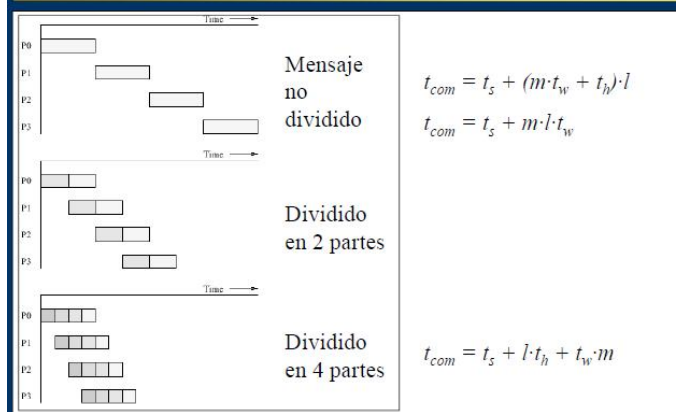 Time
P0
P1
P2
P3
Mensaje
no
dividido
t_com = t_s + (m·t_w + t_h)·l
t_com = t_s + m·l·t_w
Time
P0
P1
P2
P3
Dividido
en 2 partes
Time
P0
P1
P2
P3
Dividido
en 4 partes
t_com = t_s + l·t_h + t_w·m